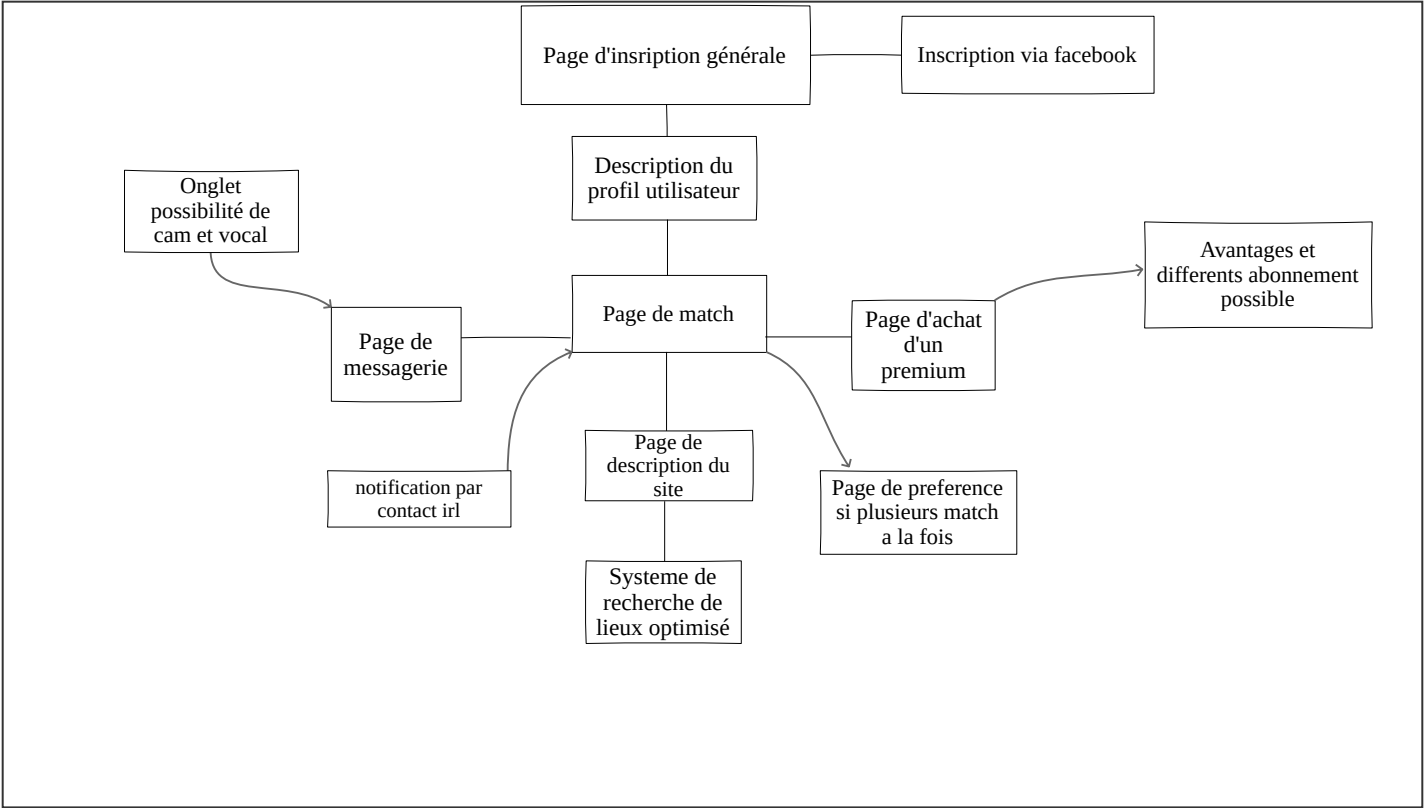 Page d'insription générale
Inscription via facebook
Description du
profil utilisateur
Onglet
possibilité de
cam et vocal
Avantages et
differents abonnement
possible
Page de match
Page d'achat
d'un
premium
Page de
messagerie
Page de
description du
site
notification par
contact irl
Page de preference
si plusieurs match
a la fois
Systeme de
recherche de
lieux optimisé